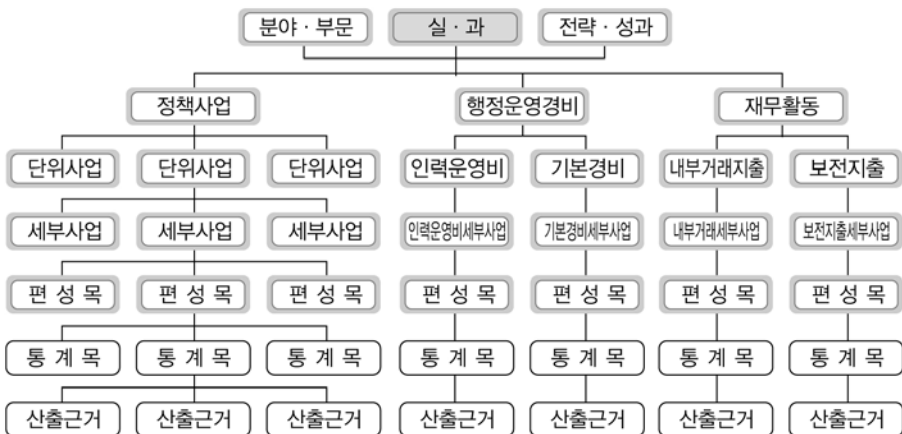 분야 · 부문 실 · 과 전략 · 성과
정책사업 행정운영경비 재무활동
단위사업 단위사업 단위사업 인력운영비 기본경비 내부거래지출 보전지출
세부사업 세부사업 세부사업 인력운영비세부사업 기본경비세부사업 내부거래세부사업 보전지출세부사업
편 성 목 편 성 목 편 성 목 편 성 목 편 성 목 편 성 목 편 성 목
통 계 목 통 계 목 통 계 목 통 계 목 통 계 목 통 계 목 통 계 목
산출근거 산출근거 산출근거 산출근거 산출근거 산출근거 산출근거